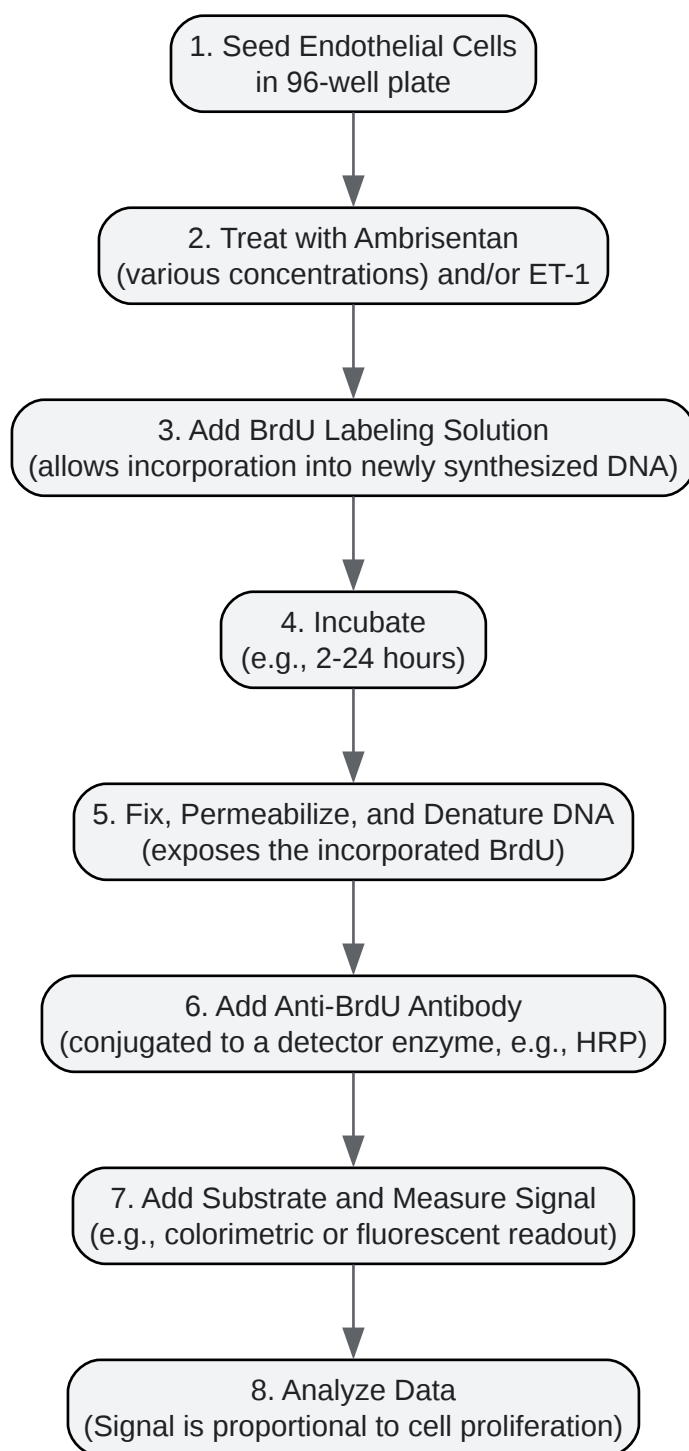 1. Seed Endothelial Cells
in 96-well plate
2. Treat with Ambrisentan
(various concentrations) and/or ET-1
3. Add BrdU Labeling Solution
(allows incorporation into newly synthesized DNA)
4. Incubate
(e.g., 2-24 hours)
5. Fix, Permeabilize, and Denature DNA
(exposes the incorporated BrdU)
6. Add Anti-BrdU Antibody
(conjugated to a detector enzyme, e.g., HRP)
7. Add Substrate and Measure Signal
(e.g., colorimetric or fluorescent readout)
8. Analyze Data
(Signal is proportional to cell proliferation)